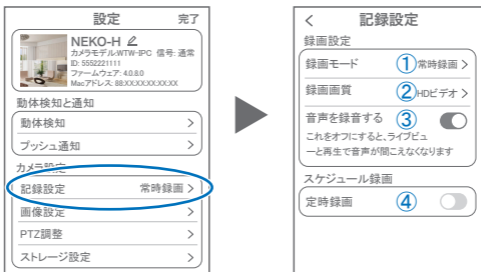 設定
完了
NEKO-H
カメラモデル:WTW-IPC 信号: 通常
ID: 5552221111
ファームウェア: 4.0.8.0
Macアドレス: 88:XX:XX:XX:XX:XX
動体検知と通知
動体検知 >
プッシュ通知 >
カメラ設定
記録設定 常時録画 >
画像設定 >
PTZ調整 >
ストレージ設定 >
< 記録設定
録画設定
録画モード ① 常時録画 >
録画画質 ② HDビデオ >
音声を録音する ③
これをオフにすると、ライブビュ
ーと再生で音声が聞こえなくなります
スケジュール録画
定時録画 ④